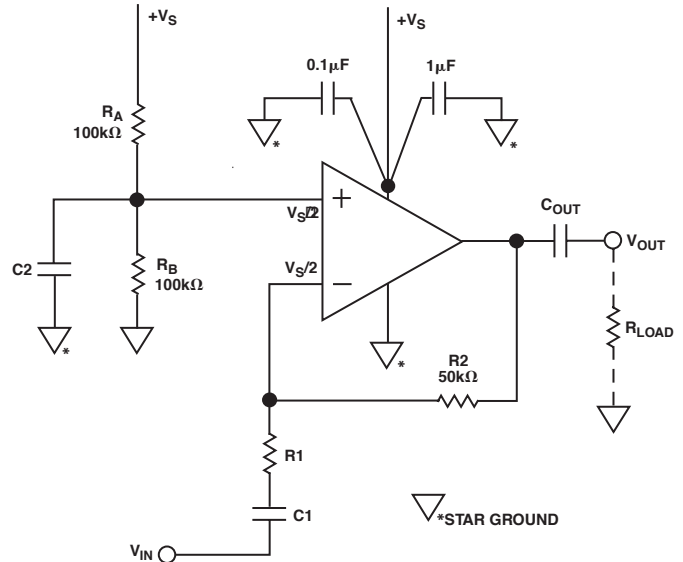 +VS
+VS
0.1µF
1µF
RA
100kΩ
*
*
VS/2
+
COUT
VOUT
C2
RB
100kΩ
VS/2
−
*
*
R2
50kΩ
RLOAD
R1
C1
*STAR GROUND
VIN